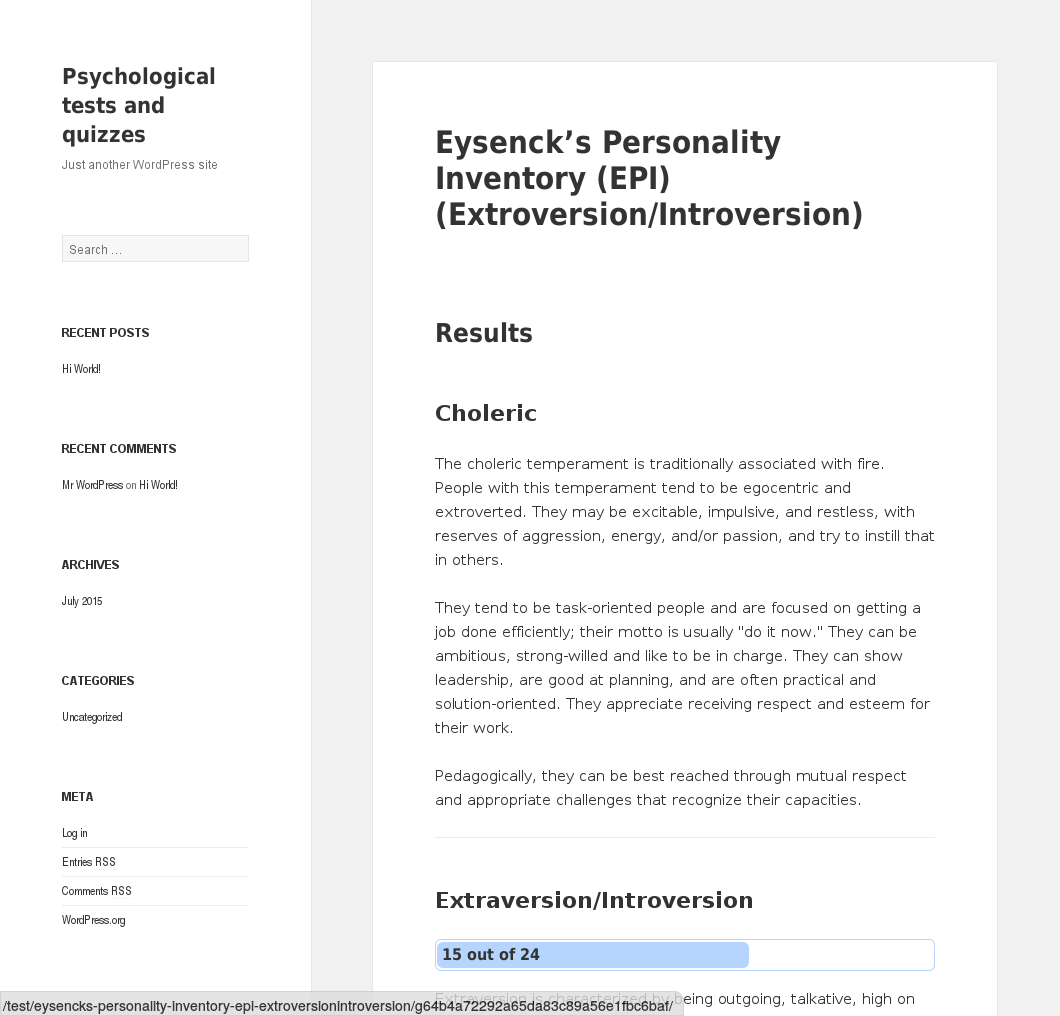 Psychological
tests and
quizzes
Just another WordPress site
Search ...
RECENT POSTS
Hi World!
RECENT COMMENTS
Mr WordPress on Hi World!
ARCHIVES
July 2015
CATEGORIES
Uncategorized
META
Log in
Entries RSS
Comments RSS
WordPress.org
Eysenck’s Personality
Inventory (EPI)
(Extroversion/Introversion)
Results
Choleric
The choleric temperament is traditionally associated with fire.
People with this temperament tend to be egocentric and
extroverted. They may be excitable, impulsive, and restless, with
reserves of aggression, energy, and/or passion, and try to instill that
in others.
They tend to be task-oriented people and are focused on getting a
job done efficiently; their motto is usually "do it now." They can be
ambitious, strong-willed and like to be in charge. They can show
leadership, are good at planning, and are often practical and
solution-oriented. They appreciate receiving respect and esteem for
their work.
Pedagogically, they can be best reached through mutual respect
and appropriate challenges that recognize their capacities.
Extraversion/Introversion
15 out of 24
Extraversion is characterized by being outgoing, talkative, high on
/test/eysencks-personality-inventory-epi-extroversionintroversion/g64b4a72292a65da83c89a56e1fbc6baf/